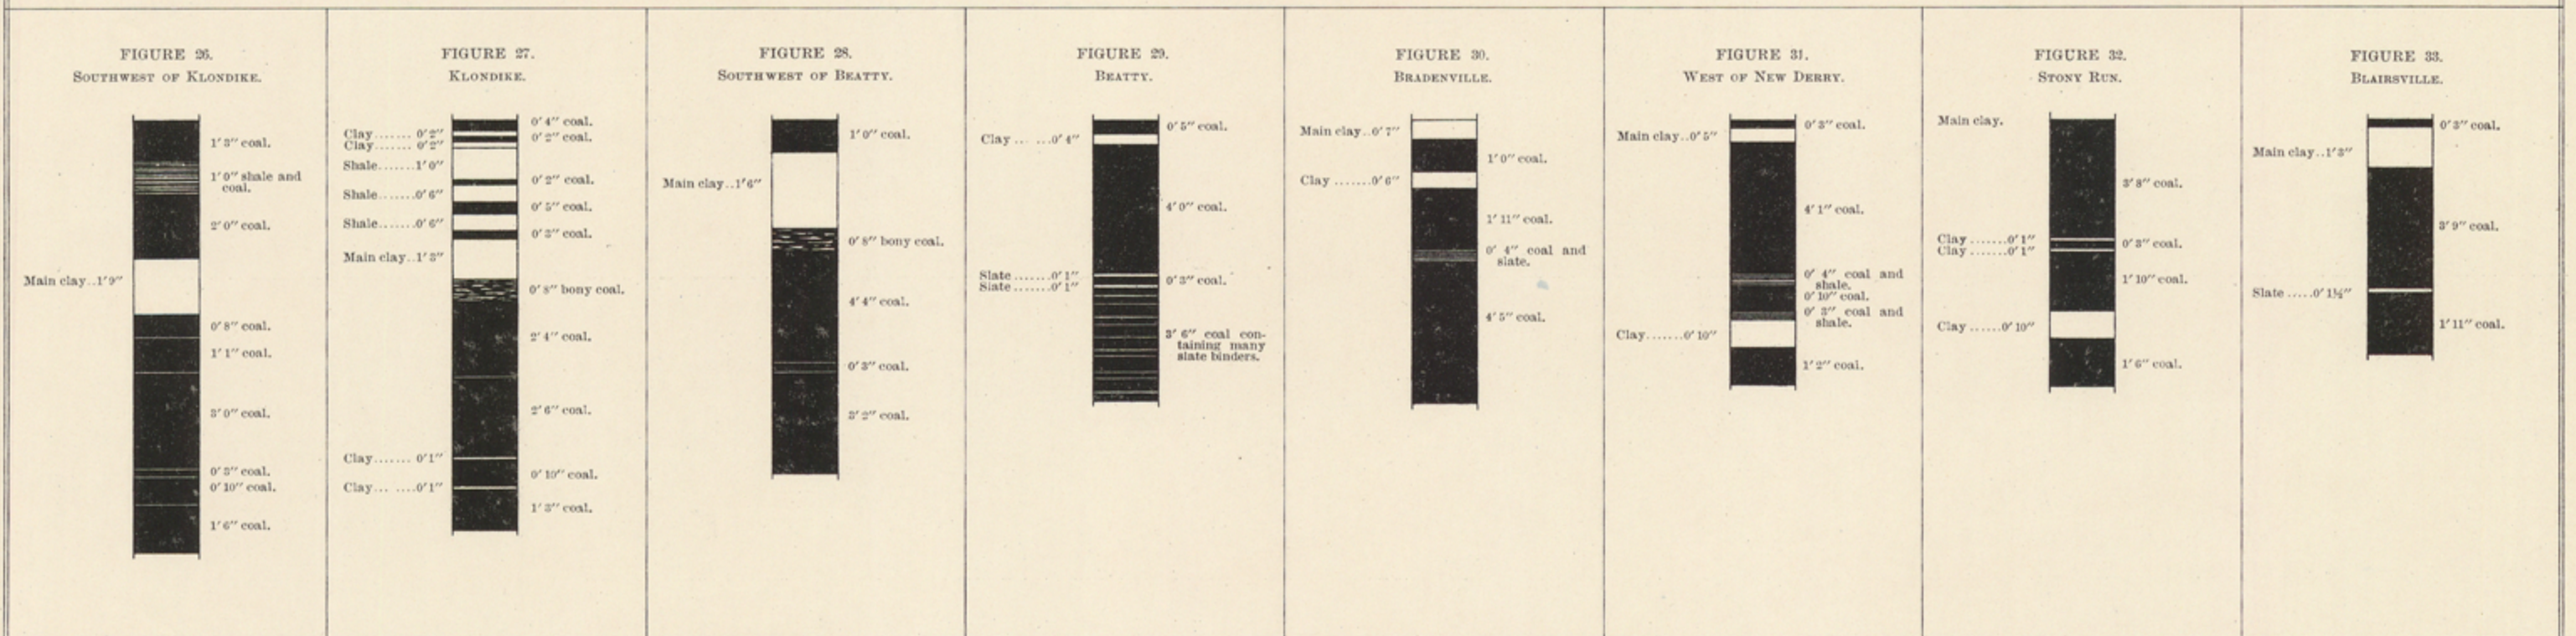 FIGURE 26.
SOUTHWEST OF KLONDIKE.
1' 3" coal.
1' 0" shale and
coal.
2' 0" coal.
Main clay..1' 9"
0' 8" coal.
1' 1" coal.
3' 0" coal.
0' 3" coal.
0' 10" coal.
1' 6" coal.
FIGURE 27.
KLONDIKE.
0' 4" coal.
Clay....... 0' 2"
0' 2" coal.
Clay....... 0' 2"
Shale.......1' 0"
0' 2" coal.
Shale.......0' 6"
0' 5" coal.
Shale.......0' 6"
0' 3" coal.
Main clay..1' 3"
0' 8" bony coal.
2' 4" coal.
2' 6" coal.
Clay....... 0' 1"
0' 10" coal.
Clay... ....0' 1"
1' 3" coal.
FIGURE 28.
SOUTHWEST OF BEATTY.
1' 0" coal.
Main clay..1' 6"
0' 8" bony coal.
4' 4" coal.
0' 3" coal.
3' 2" coal.
FIGURE 29.
BEATTY.
0' 5" coal.
Clay ... ...0' 4"
4' 0" coal.
Slate .......0' 1"
0' 3" coal.
Slate .......0' 1"
3' 6" coal con-
taining many
slate binders.
FIGURE 30.
BRADENVILLE.
Main clay..0' 7"
1' 0" coal.
Clay .......0' 6"
1' 11" coal.
0' 4" coal and
slate.
4' 5" coal.
FIGURE 31.
WEST OF NEW DERRY.
0' 3" coal.
Main clay..0' 5"
4' 1" coal.
0' 4" coal and
shale.
0' 10" coal.
0' 3" coal and
shale.
Clay.......0' 10"
1' 2" coal.
FIGURE 32.
STONY RUN.
Main clay.
3' 8" coal.
Clay .......0' 1"
0' 3" coal.
Clay .......0' 1"
1' 10" coal.
Clay ......0' 10"
1' 6" coal.
FIGURE 33.
BLAIRSVILLE.
0' 3" coal.
Main clay..1' 3"
3' 9" coal.
Slate .....0' 1½"
1' 11" coal.